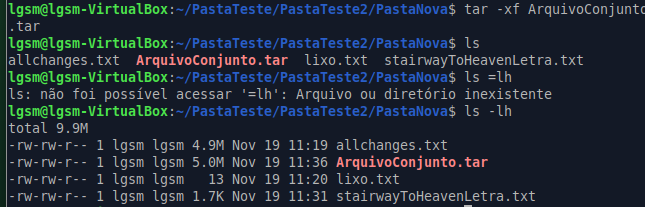 lgsm@lgsm-VirtualBox:~/PastaTeste/PastaTeste2/PastaNova$ tar -xf ArquivoConjunto
.tar
lgsm@lgsm-VirtualBox:~/PastaTeste/PastaTeste2/PastaNova$ ls
allchanges.txt  ArquivoConjunto.tar  lixo.txt  stairwayToHeavenLetra.txt
lgsm@lgsm-VirtualBox:~/PastaTeste/PastaTeste2/PastaNova$ ls =lh
ls: não foi possível acessar '=lh': Arquivo ou diretório inexistente
lgsm@lgsm-VirtualBox:~/PastaTeste/PastaTeste2/PastaNova$ ls -lh
total 9.9M
-rw-rw-r-- 1 lgsm lgsm 4.9M Nov 19 11:19 allchanges.txt
-rw-rw-r-- 1 lgsm lgsm 5.0M Nov 19 11:36 ArquivoConjunto.tar
-rw-rw-r-- 1 lgsm lgsm   13 Nov 19 11:20 lixo.txt
-rw-rw-r-- 1 lgsm lgsm 1.7K Nov 19 11:31 stairwayToHeavenLetra.txt